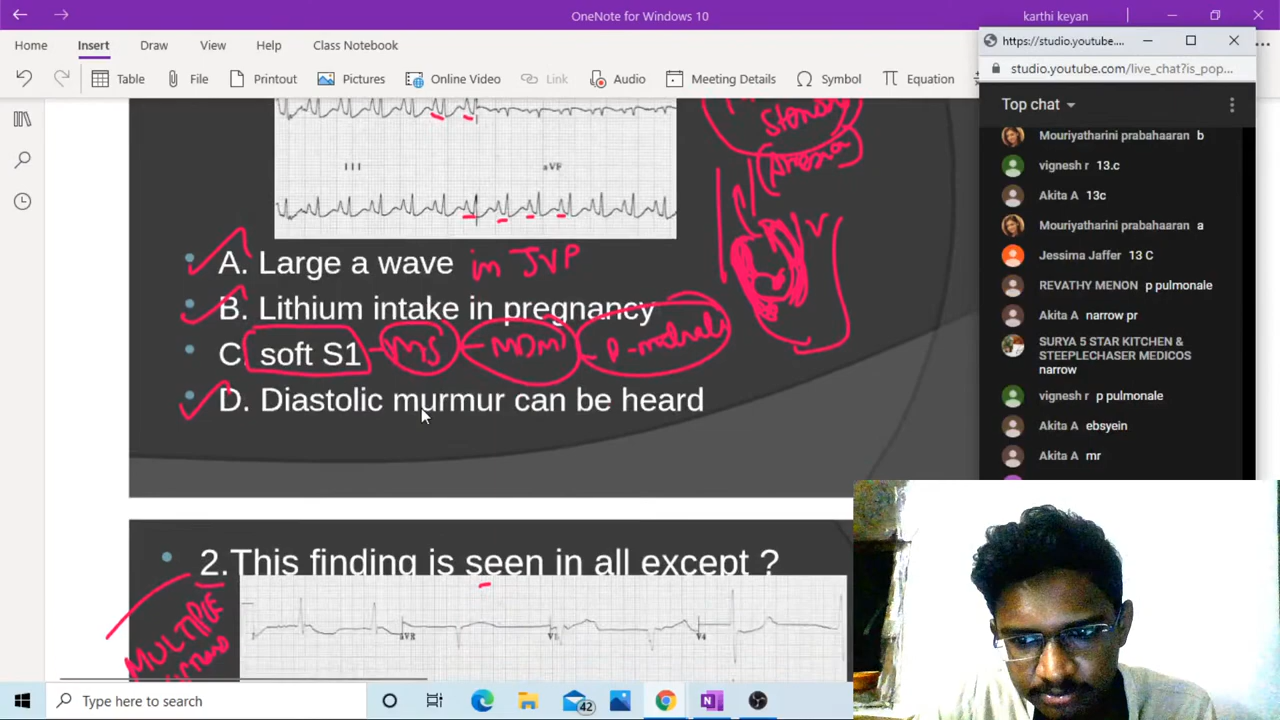 OneNote for Windows 10
karthi keyan
Home
Insert
Draw
View
Help
Class Notebook
Table
File
Printout
Pictures
Online Video
Link
Audio
Meeting Details
Symbol
Equation
https://studio.youtube....
studio.youtube.com/live_chat?is_pop...
Top chat
Mouriyatharini prabahaaran b
vignesh r 13.c
Akita A 13c
Mouriyatharini prabahaaran a
Jessima Jaffer 13 C
REVATHY MENON p pulmonale
Akita A narrow pr
SURYA 5 STAR KITCHEN &
STEEPLECHASER MEDICOS
narrow
vignesh r p pulmonale
Akita A ebsyein
Akita A mr
III
aVF
A. Large a wave in JVP
B. Lithium intake in pregnancy
C. soft S1 - MS - MDM
D. Diastolic murmur can be heard
RV
2.This finding is seen in all except ?
MULTIPLE
I
aVR
V1
V4
Type here to search
42